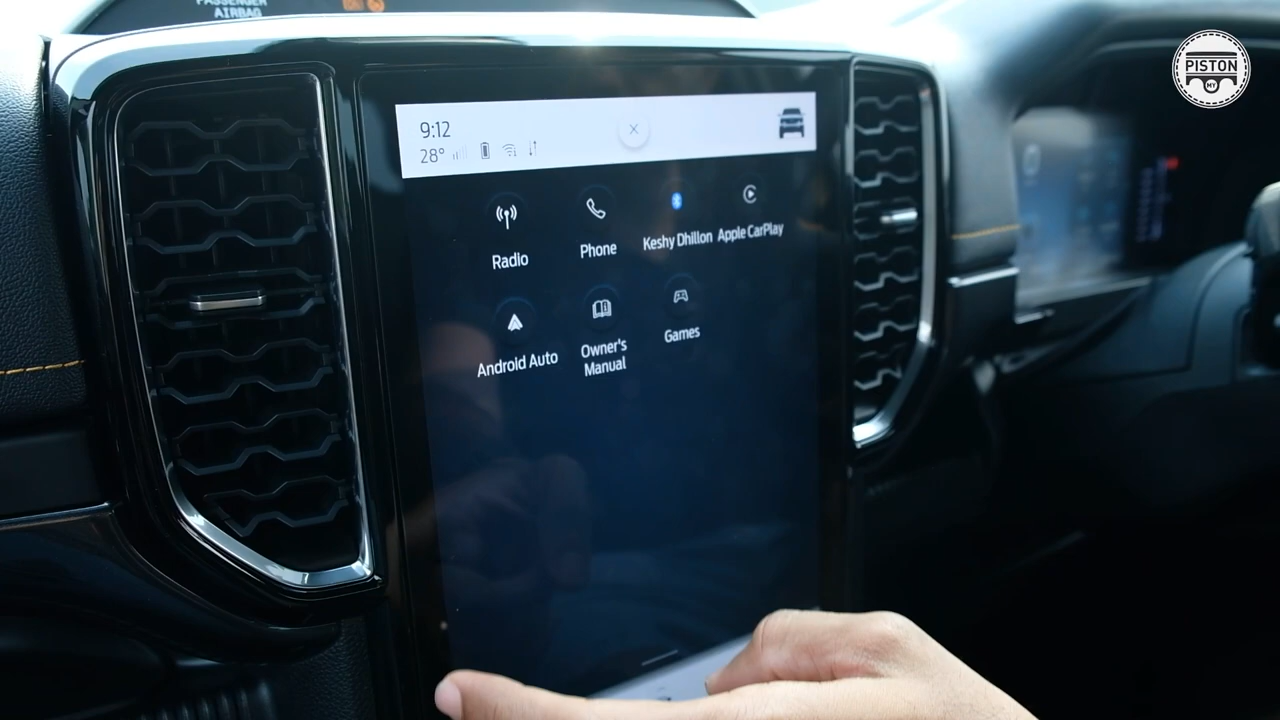 PASSENGER
AIRBAG
PISTON
MY
9:12
28°
Radio
Phone
Keshy Dhillon
Apple CarPlay
Android Auto
Owner's
Manual
Games